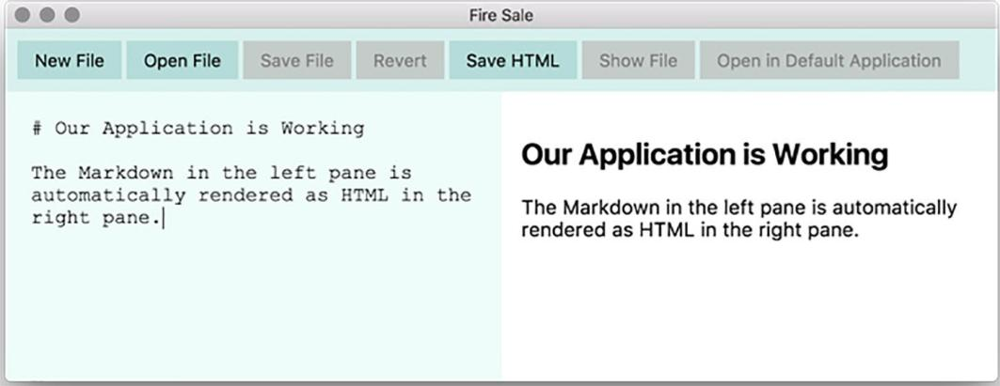 Fire Sale
New File
Open File
Save File
Revert
Save HTML
Show File
Open in Default Application
# Our Application is Working
The Markdown in the left pane is
automatically rendered as HTML in the
right pane.
Our Application is Working
The Markdown in the left pane is automatically
rendered as HTML in the right pane.